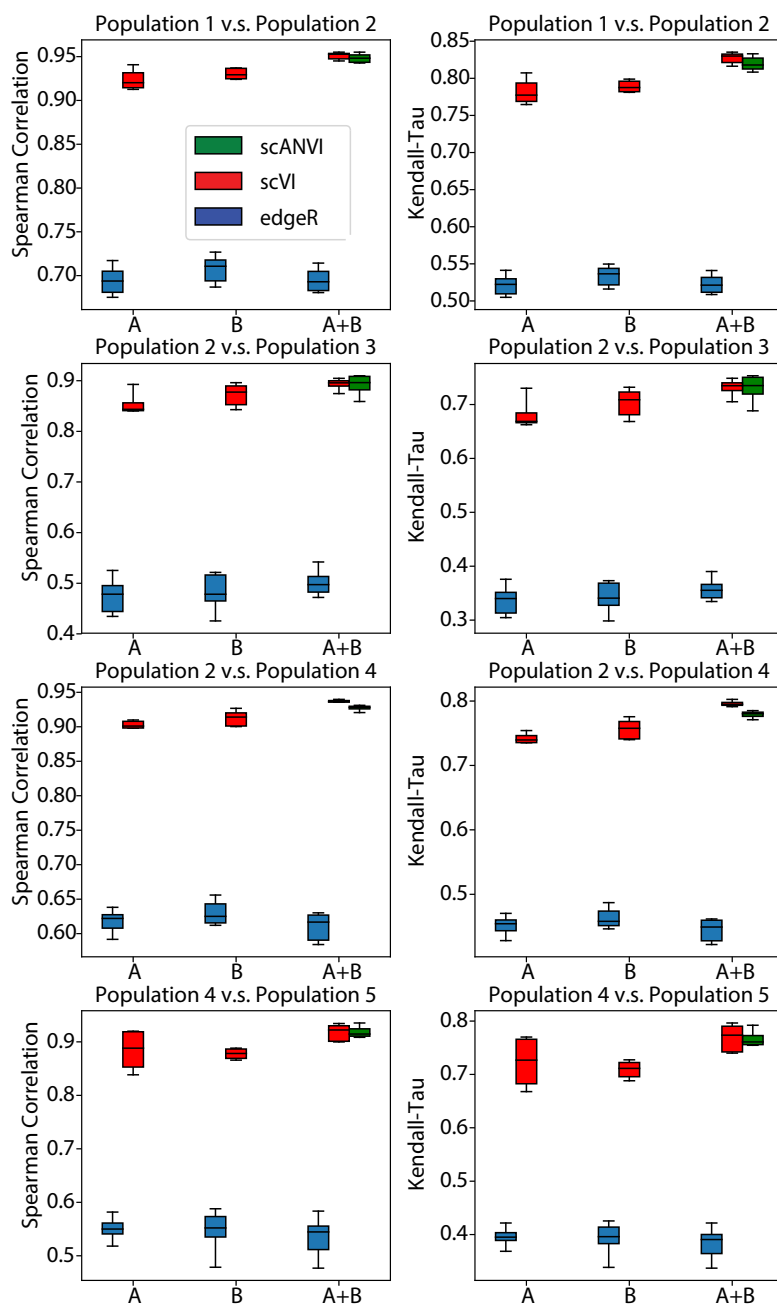 Population 1 v.s. Population 2
Spearman Correlation
0.95
0.90
0.85
0.80
0.75
0.70
scANVI
scVI
edgeR
A
B
A+B
Population 1 v.s. Population 2
Kendall-Tau
0.85
0.80
0.75
0.70
0.65
0.60
0.55
0.50
A
B
A+B
Population 2 v.s. Population 3
Spearman Correlation
0.9
0.8
0.7
0.6
0.5
0.4
A
B
A+B
Population 2 v.s. Population 3
Kendall-Tau
0.7
0.6
0.5
0.4
0.3
A
B
A+B
Population 2 v.s. Population 4
Spearman Correlation
0.95
0.90
0.85
0.80
0.75
0.70
0.65
0.60
A
B
A+B
Population 2 v.s. Population 4
Kendall-Tau
0.8
0.7
0.6
0.5
A
B
A+B
Population 4 v.s. Population 5
Spearman Correlation
0.9
0.8
0.7
0.6
0.5
A
B
A+B
Population 4 v.s. Population 5
Kendall-Tau
0.8
0.7
0.6
0.5
0.4
A
B
A+B